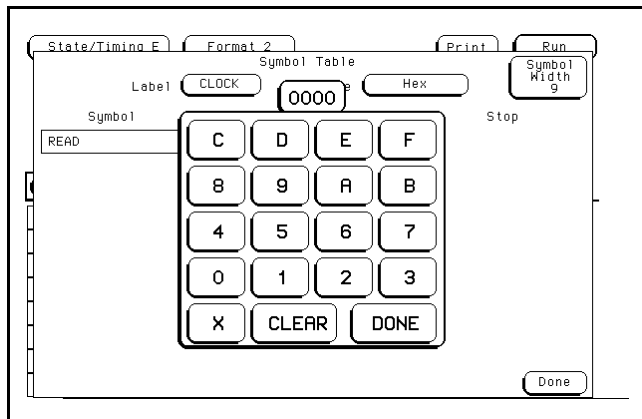 State/Timing E Format 2 Print Run
Symbol Table
Symbol Width 9
Label CLOCK Hex
0000
Symbol Stop
READ
C D E F
8 9 A B
4 5 6 7
0 1 2 3
X CLEAR DONE
Done